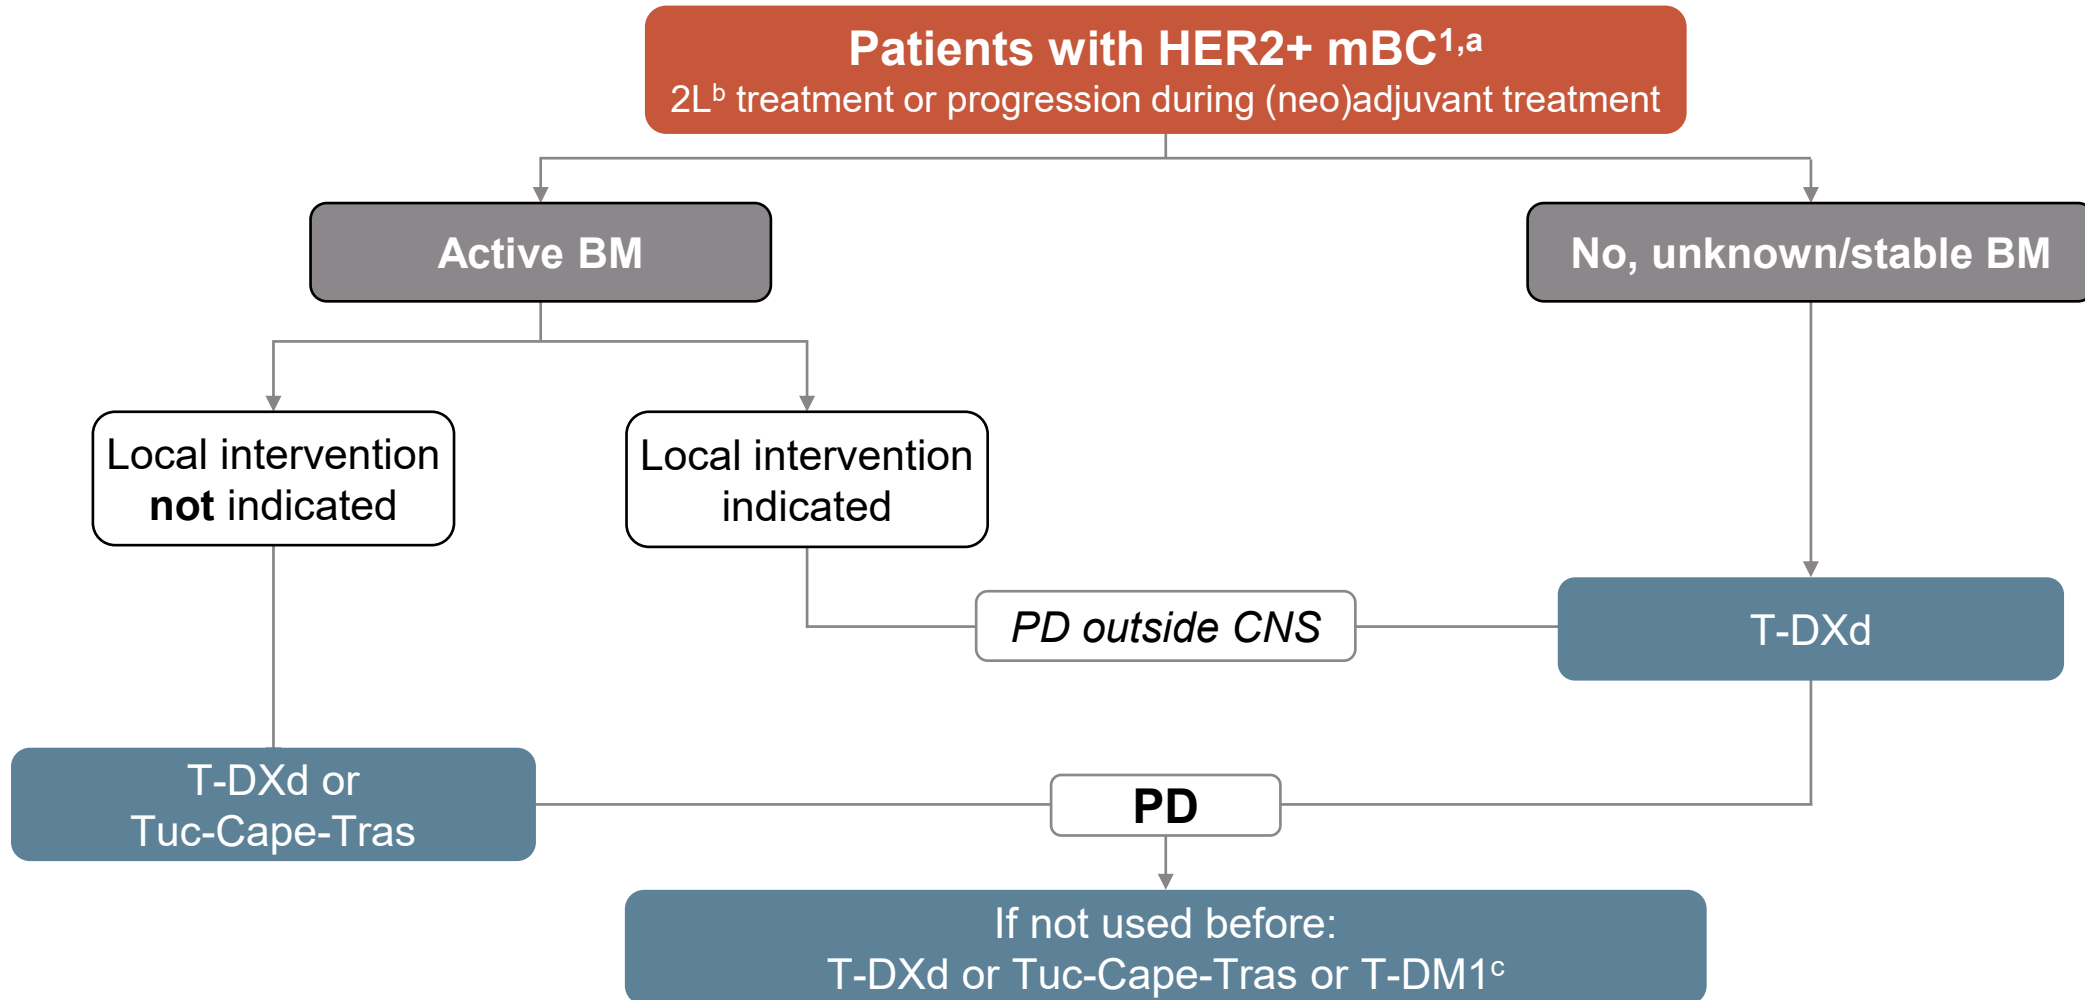 Patients with HER2+ mBC1,a
2Lb treatment or progression during (neo)adjuvant treatment
Active BM
No, unknown/stable BM
Local intervention
not indicated
Local intervention
indicated
PD outside CNS
T-DXd
T-DXd or
Tuc-Cape-Tras
PD
If not used before:
T-DXd or Tuc-Cape-Tras or T-DM1c